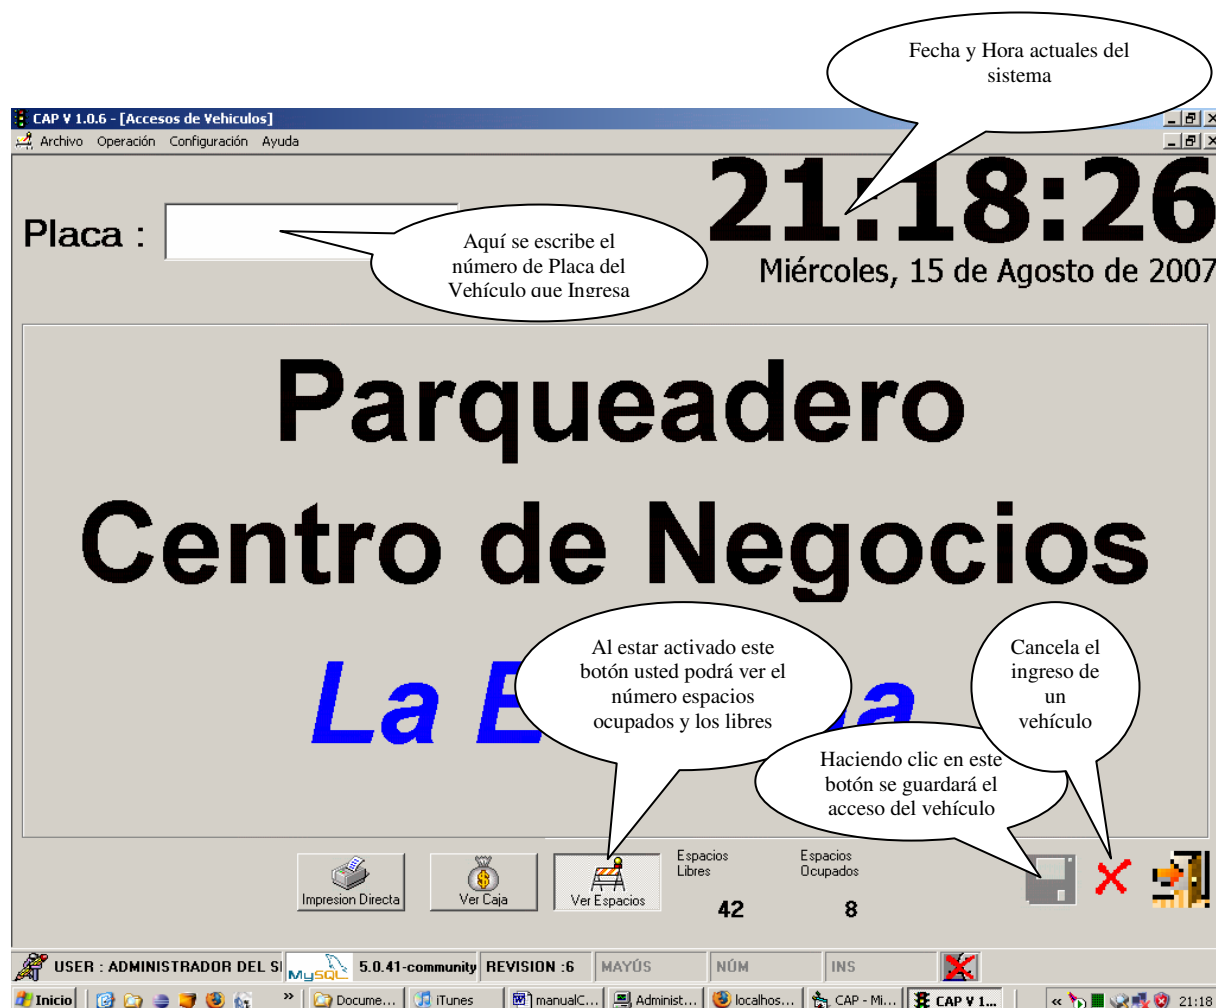 Fecha y Hora actuales del
sistema
CAP V 1.0.6 - [Accesos de Vehiculos]
Archivo Operación Configuración Ayuda
21:18:26
Miércoles, 15 de Agosto de 2007
Placa :
Aquí se escribe el
número de Placa del
Vehículo que Ingresa
Parqueadero
Centro de Negocios
La
Al estar activado este
botón usted podrá ver el
número espacios
ocupados y los libres
Cancela el
ingreso de
un
vehículo
Haciendo clic en este
botón se guardará el
acceso del vehículo
Impresion Directa
Ver Caja
Ver Espacios
Espacios
Libres
42
Espacios
Ocupados
8
USER : ADMINISTRADOR DEL SI MySQL 5.0.41-community REVISION :6 MAYÚS NÚM INS
Inicio » Docume... iTunes manualC... Administ... localhos... CAP - Mi... CAP V 1... « 21:18